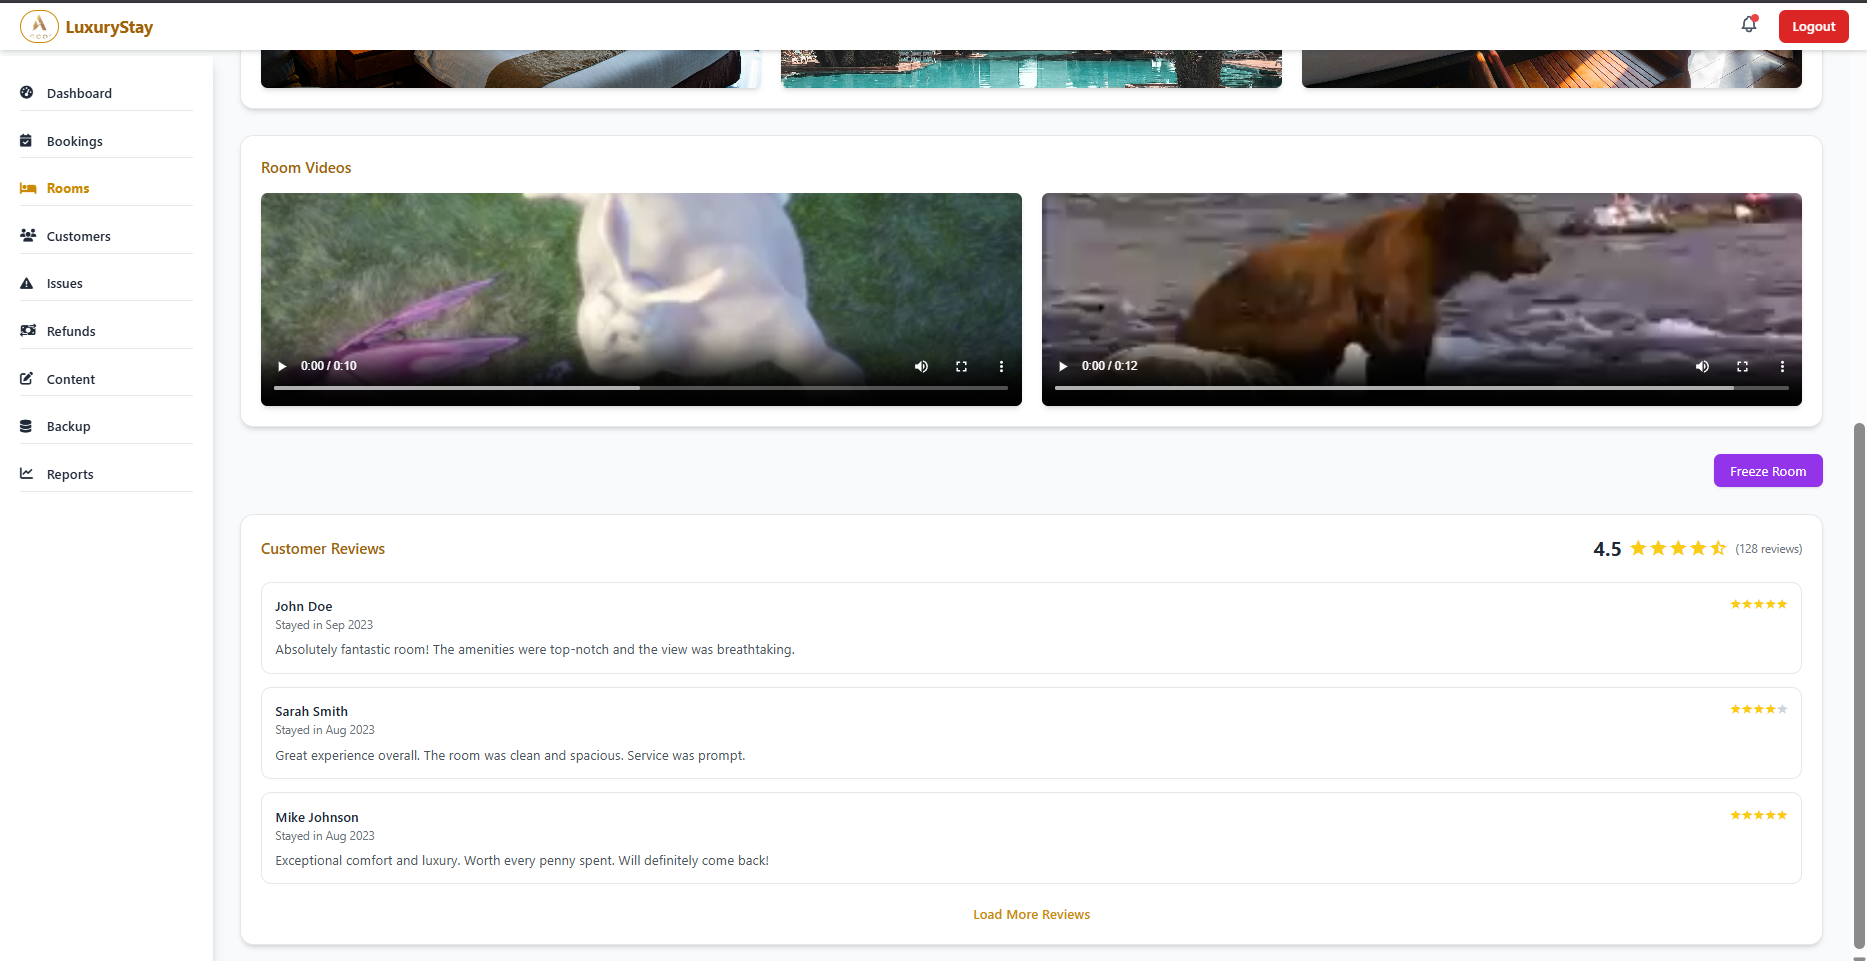 LuxuryStay
Logout
Dashboard
Bookings
Rooms
Customers
Issues
Refunds
Content
Backup
Reports
Room Videos
0:00 / 0:10
0:00 / 0:12
Freeze Room
Customer Reviews
4.5 (128 reviews)
John Doe
Stayed in Sep 2023
Absolutely fantastic room! The amenities were top-notch and the view was breathtaking.
Sarah Smith
Stayed in Aug 2023
Great experience overall. The room was clean and spacious. Service was prompt.
Mike Johnson
Stayed in Aug 2023
Exceptional comfort and luxury. Worth every penny spent. Will definitely come back!
Load More Reviews